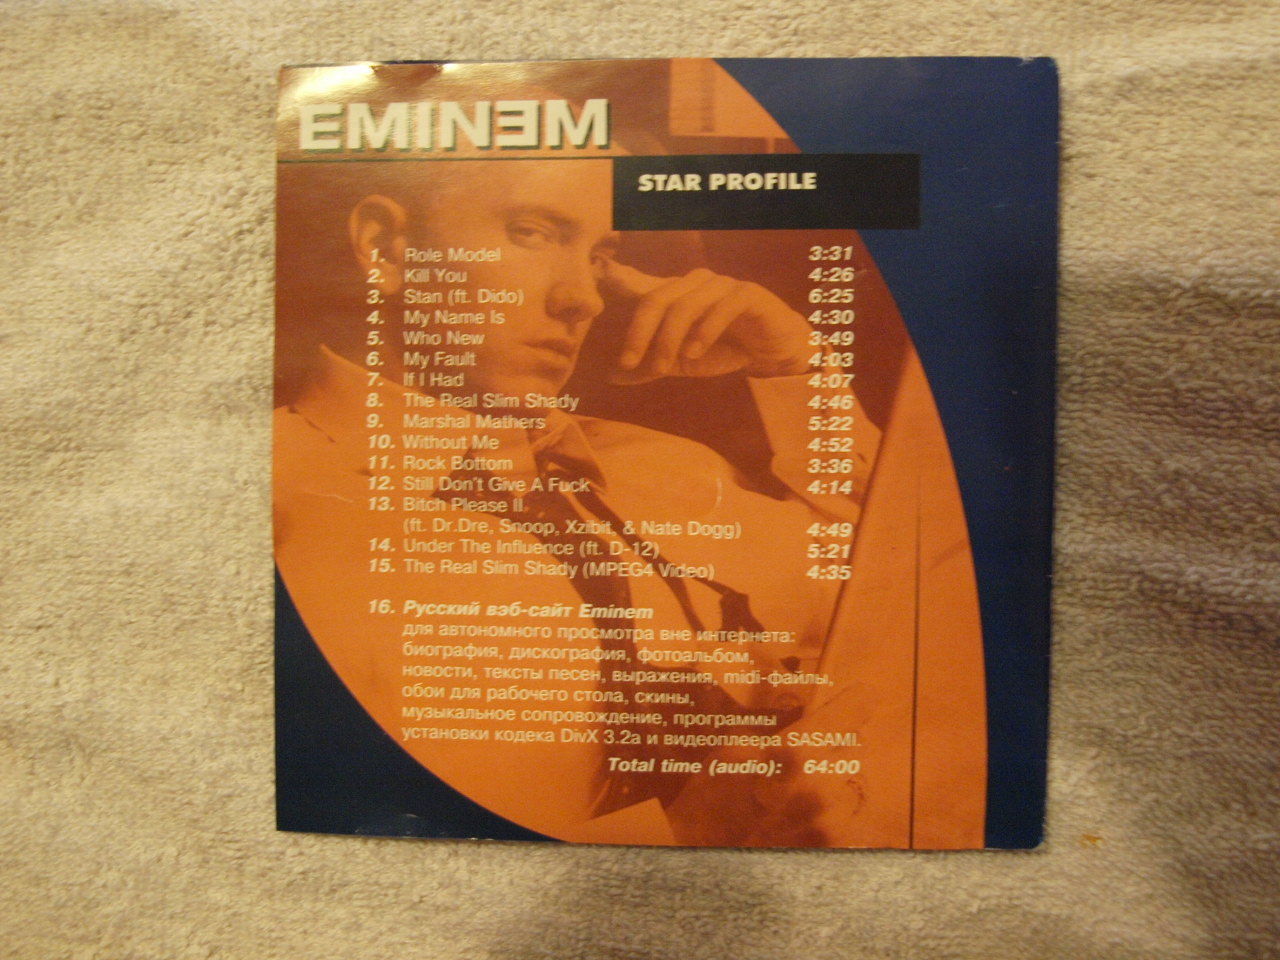 EMINEM
STAR PROFILE
1. Role Model 3:31
2. Kill You 4:26
3. Stan (ft. Dido) 6:25
4. My Name Is 4:30
5. Who New 3:49
6. My Fault 4:03
7. If I Had 4:07
8. The Real Slim Shady 4:46
9. Marshal Mathers 5:22
10. Without Me 4:52
11. Rock Bottom 3:36
12. Still Don't Give A Fuck 4:14
13. Bitch Please II
(ft. Dr.Dre, Snoop, Xzibit, & Nate Dogg) 4:49
14. Under The Influence (ft. D-12) 5:21
15. The Real Slim Shady (MPEG4 Video) 4:35
16. Русский вэб-сайт Eminem
для автономного просмотра вне интернета:
биография, дискография, фотоальбом,
новости, тексты песен, выражения, midi-файлы,
обои для рабочего стола, скины,
музыкальное сопровождение, программы
установки кодека DivX 3.2a и видеоплеера SASAMI.
Total time (audio): 64:00